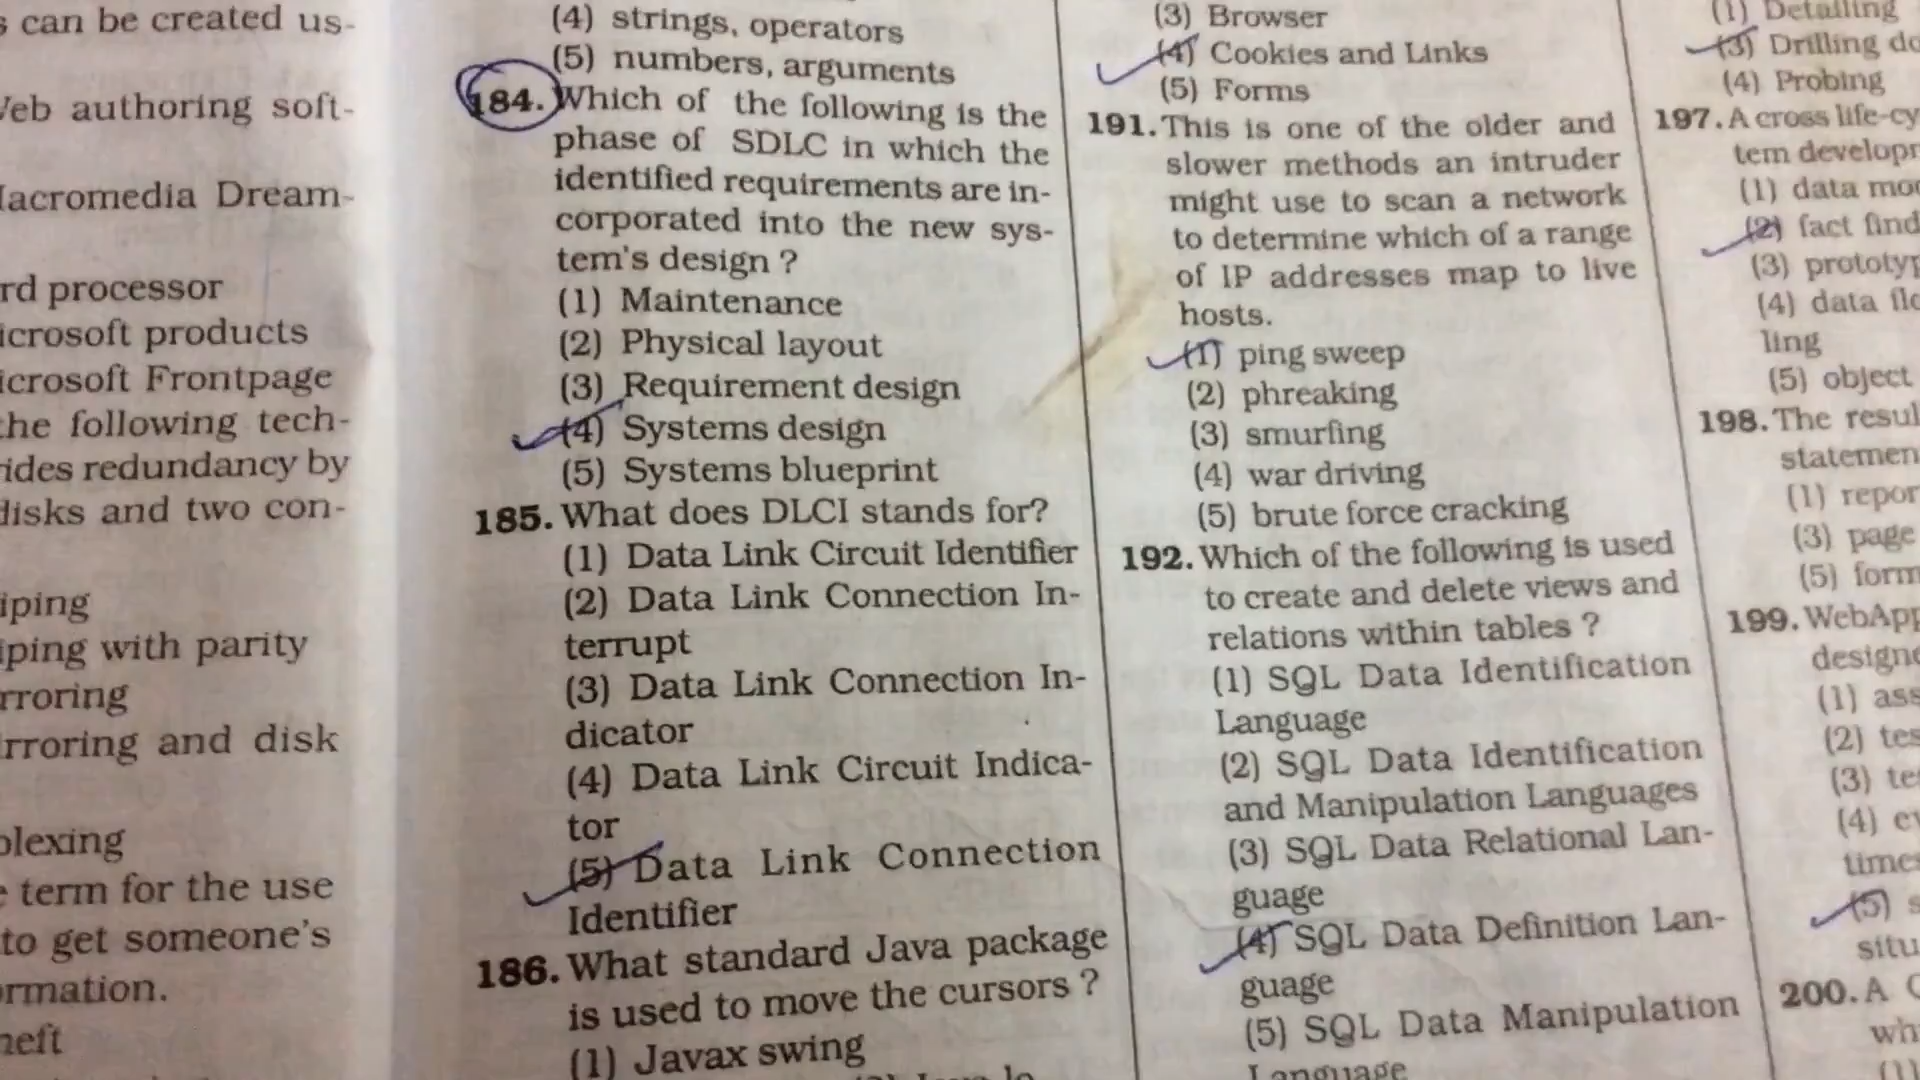 can be created us-
Web authoring soft-
Macromedia Dream-
rd processor
icrosoft products
icrosoft Frontpage
the following tech-
ides redundancy by
disks and two con-
iping
iping with parity
rroring
irroring and disk
plexing
term for the use
to get someone's
ormation.
heft
(4) strings, operators
(5) numbers, arguments
184. Which of the following is the
phase of SDLC in which the
identified requirements are in-
corporated into the new sys-
tem's design ?
(1) Maintenance
(2) Physical layout
(3) Requirement design
(4) Systems design
(5) Systems blueprint
185. What does DLCI stands for?
(1) Data Link Circuit Identifier
(2) Data Link Connection In-
terrupt
(3) Data Link Connection In-
dicator
(4) Data Link Circuit Indica-
tor
(5) Data Link Connection
Identifier
186. What standard Java package
is used to move the cursors ?
(1) Javax swing
(3) Browser
(4) Cookies and Links
(5) Forms
191. This is one of the older and
slower methods an intruder
might use to scan a network
to determine which of a range
of IP addresses map to live
hosts.
(1) ping sweep
(2) phreaking
(3) smurfing
(4) war driving
(5) brute force cracking
192. Which of the following is used
to create and delete views and
relations within tables ?
(1) SQL Data Identification
Language
(2) SQL Data Identification
and Manipulation Languages
(3) SQL Data Relational Lan-
guage
(4) SQL Data Definition Lan-
guage
(5) SQL Data Manipulation
Language
(1) Detailing
(3) Drilling do
(4) Probing
197. A cross life-cy
tem developm
(1) data mod
(2) fact find
(3) prototyp
(4) data flo
ling
(5) object
198. The resul
statemen
(1) repor
(3) page
(5) form
199. WebApp
designe
(1) ass
(2) tes
(3) te
(4) ev
times
(5) s
situ
200. A
wh
(1)